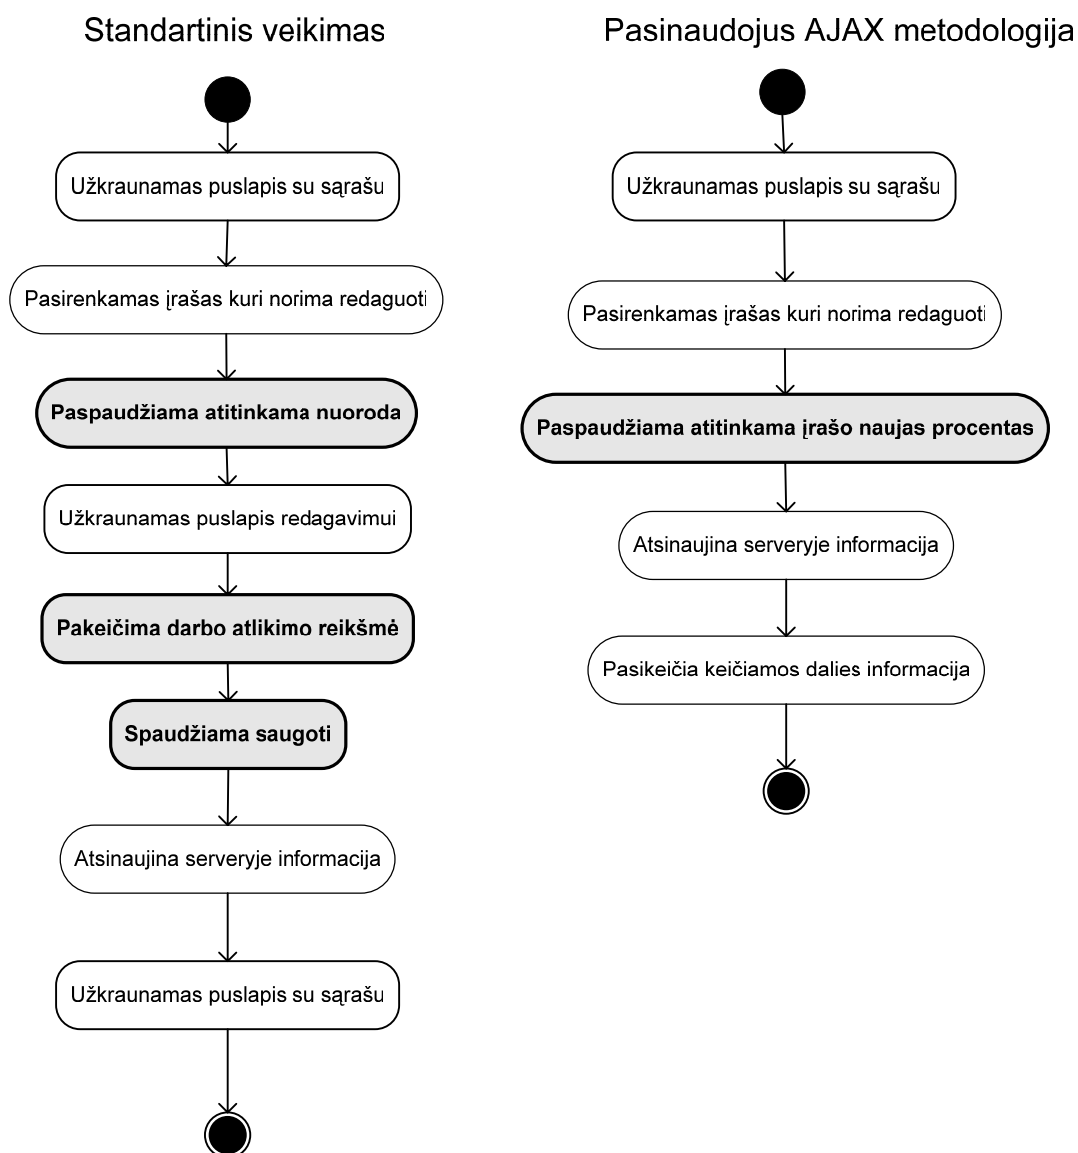 Standartinis veikimas
Užkraunamas puslapis su sąrašu
Pasirenkamas įrašas kuri norima redaguoti
Paspaudžiama atitinkama nuoroda
Užkraunamas puslapis redagavimui
Pakeičima darbo atlikimo reikšmė
Spaudžiama saugoti
Atsinaujina serveryje informacija
Užkraunamas puslapis su sąrašu
Pasinaudojus AJAX metodologija
Užkraunamas puslapis su sąrašu
Pasirenkamas įrašas kuri norima redaguoti
Paspaudžiama atitinkama įrašo naujas procentas
Atsinaujina serveryje informacija
Pasikeičia keičiamos dalies informacija